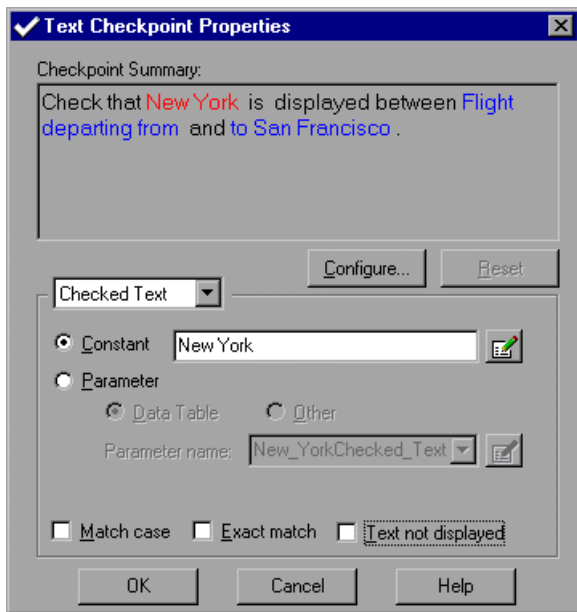 Text Checkpoint Properties
Checkpoint Summary:
Check that New York is displayed between Flight
departing from and to San Francisco .
Configure... Reset
Checked Text
Constant New York
Parameter
Data Table Other
Parameter name: New_YorkChecked_Text
Match case Exact match Text not displayed
OK Cancel Help